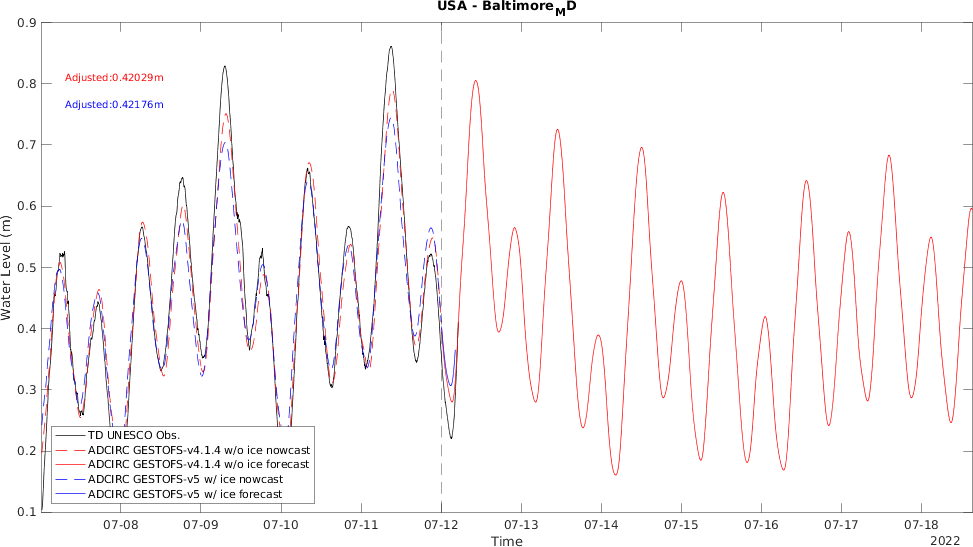 USA - BaltimoreMD
0.9
0.8
0.7
0.6
0.5
0.4
0.3
0.2
0.1
Water Level (m)
Adjusted:0.42029m
Adjusted:0.42176m
TD UNESCO Obs.
ADCIRC GESTOFS-v4.1.4 w/o ice nowcast
ADCIRC GESTOFS-v4.1.4 w/o ice forecast
ADCIRC GESTOFS-v5 w/ ice nowcast
ADCIRC GESTOFS-v5 w/ ice forecast
07-08 07-09 07-10 07-11 07-12 07-13 07-14 07-15 07-16 07-17 07-18
Time
2022